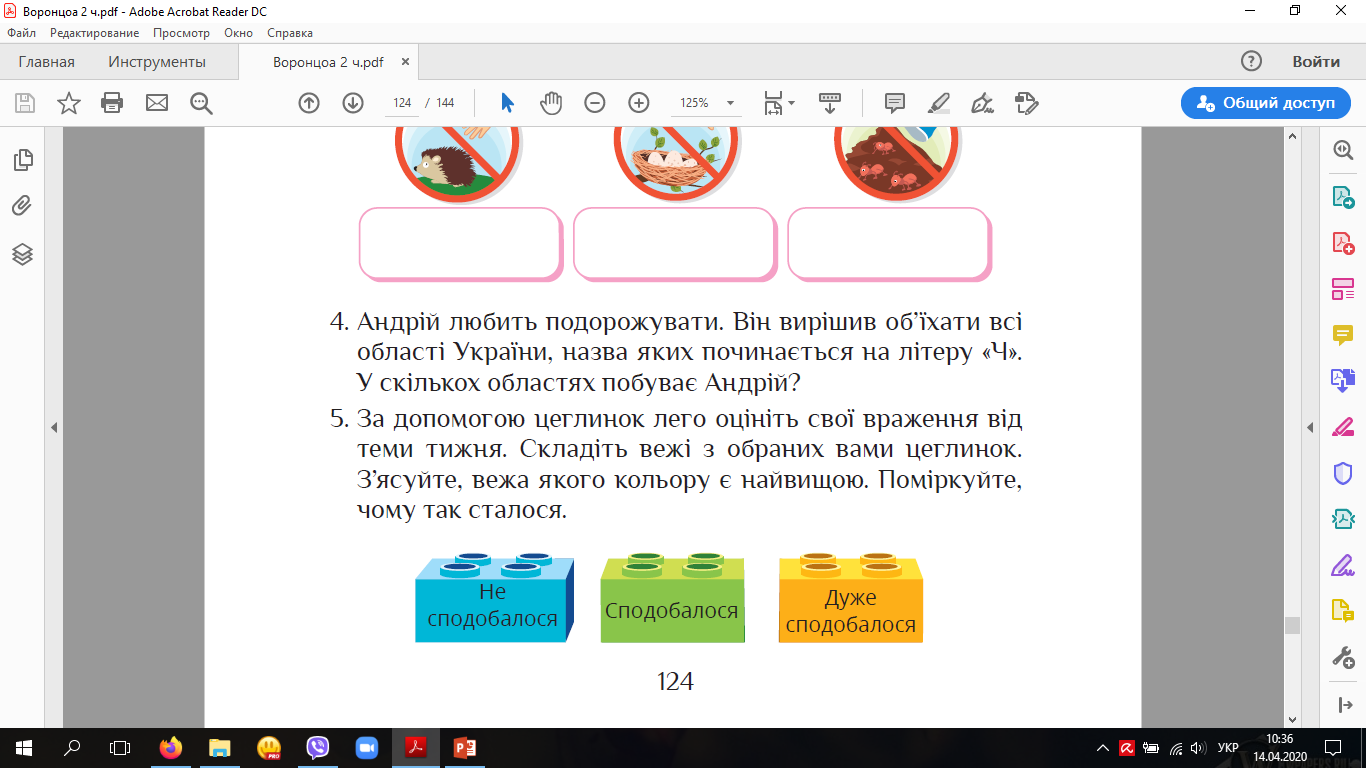 Воронцоа 2 ч.pdf - Adobe Acrobat Reader DC
Файл Редактирование Просмотр Окно Справка
Главная Инструменты Воронцоа 2 ч.pdf × ? Войти
124 / 144 125% Общий доступ
4. Андрій любить подорожувати. Він вирішив об’їхати всі
області України, назва яких починається на літеру «Ч».
У скількох областях побуває Андрій?
5. За допомогою цеглинок лего оцініть свої враження від
теми тижня. Складіть вежі з обраних вами цеглинок.
З’ясуйте, вежа якого кольору є найвищою. Поміркуйте,
чому так сталося.
Не
сподобалося
Сподобалося
Дуже
сподобалося
124
PRO
УКР
10:36
14.04.2020